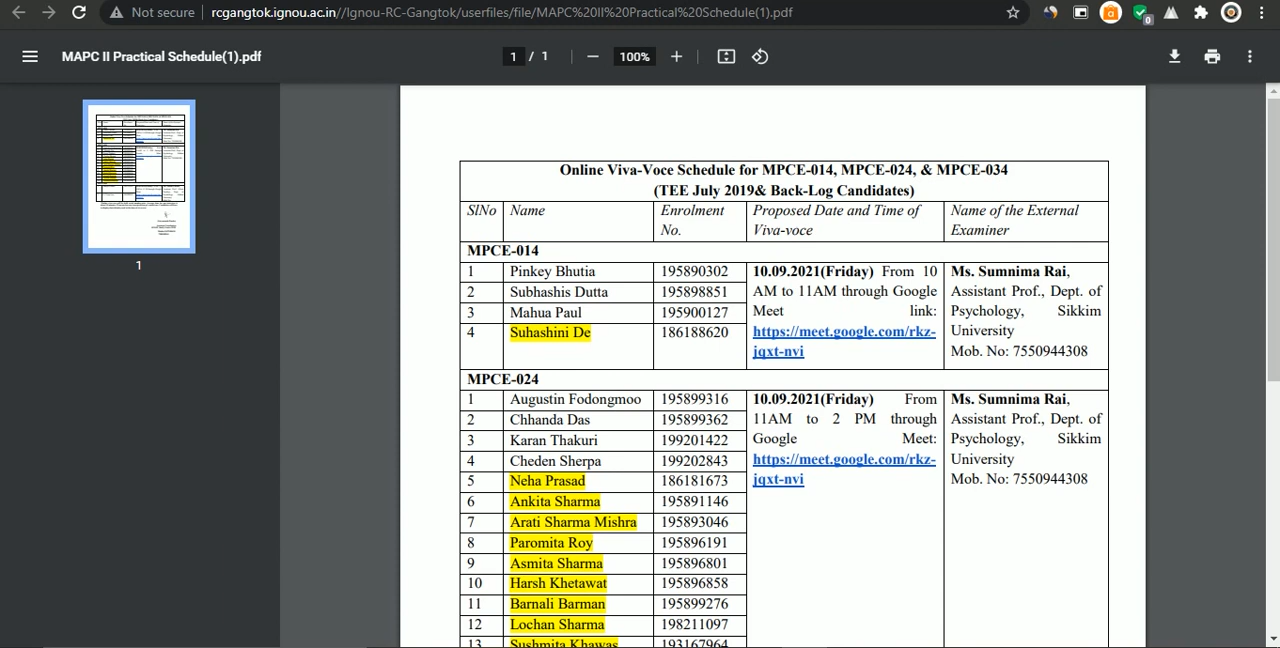 Not secure | rcgangtok.ignou.ac.in//Ignou-RC-Gangtok/userfiles/file/MAPC%20II%20Practical%20Schedule(1).pdf
MAPC II Practical Schedule(1).pdf
1 / 1
100%
1
Online Viva-Voce Schedule for MPCE-014, MPCE-024, & MPCE-034
(TEE July 2019& Back-Log Candidates)
SlNo Name Enrolment No. Proposed Date and Time of Viva-voce Name of the External Examiner
MPCE-014
1 Pinkey Bhutia 195890302
2 Subhashis Dutta 195898851
3 Mahua Paul 195900127
4 Suhashini De 186188620
10.09.2021(Friday) From 10
AM to 11AM through Google
Meet link:
https://meet.google.com/rkz-
jqxt-nvi
Ms. Sumnima Rai,
Assistant Prof., Dept. of
Psychology, Sikkim
University
Mob. No: 7550944308
MPCE-024
1 Augustin Fodongmoo 195899316
2 Chhanda Das 195899362
3 Karan Thakuri 199201422
4 Cheden Sherpa 199202843
5 Neha Prasad 186181673
6 Ankita Sharma 195891146
7 Arati Sharma Mishra 195893046
8 Paromita Roy 195896191
9 Asmita Sharma 195896801
10 Harsh Khetawat 195896858
11 Barnali Barman 195899276
12 Lochan Sharma 198211097
13 Sushmita Khawas 193167964
10.09.2021(Friday) From
11AM to 2 PM through
Google Meet:
https://meet.google.com/rkz-
jqxt-nvi
Ms. Sumnima Rai,
Assistant Prof., Dept. of
Psychology, Sikkim
University
Mob. No: 7550944308